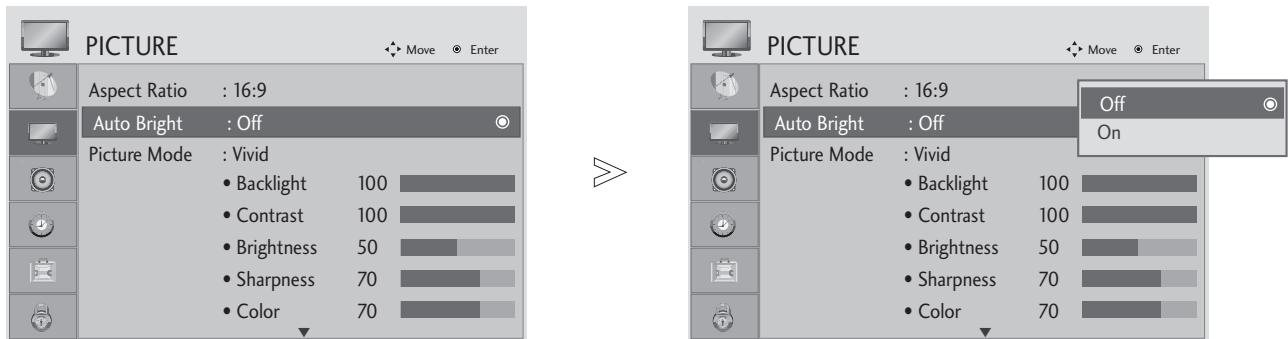 PICTURE Move Enter
Aspect Ratio : 16:9
Auto Bright : Off
Picture Mode : Vivid
• Backlight 100
• Contrast 100
• Brightness 50
• Sharpness 70
• Color 70
PICTURE Move Enter
Aspect Ratio : 16:9
Auto Bright : Off
Picture Mode : Vivid
• Backlight 100
• Contrast 100
• Brightness 50
• Sharpness 70
• Color 70
Off
On